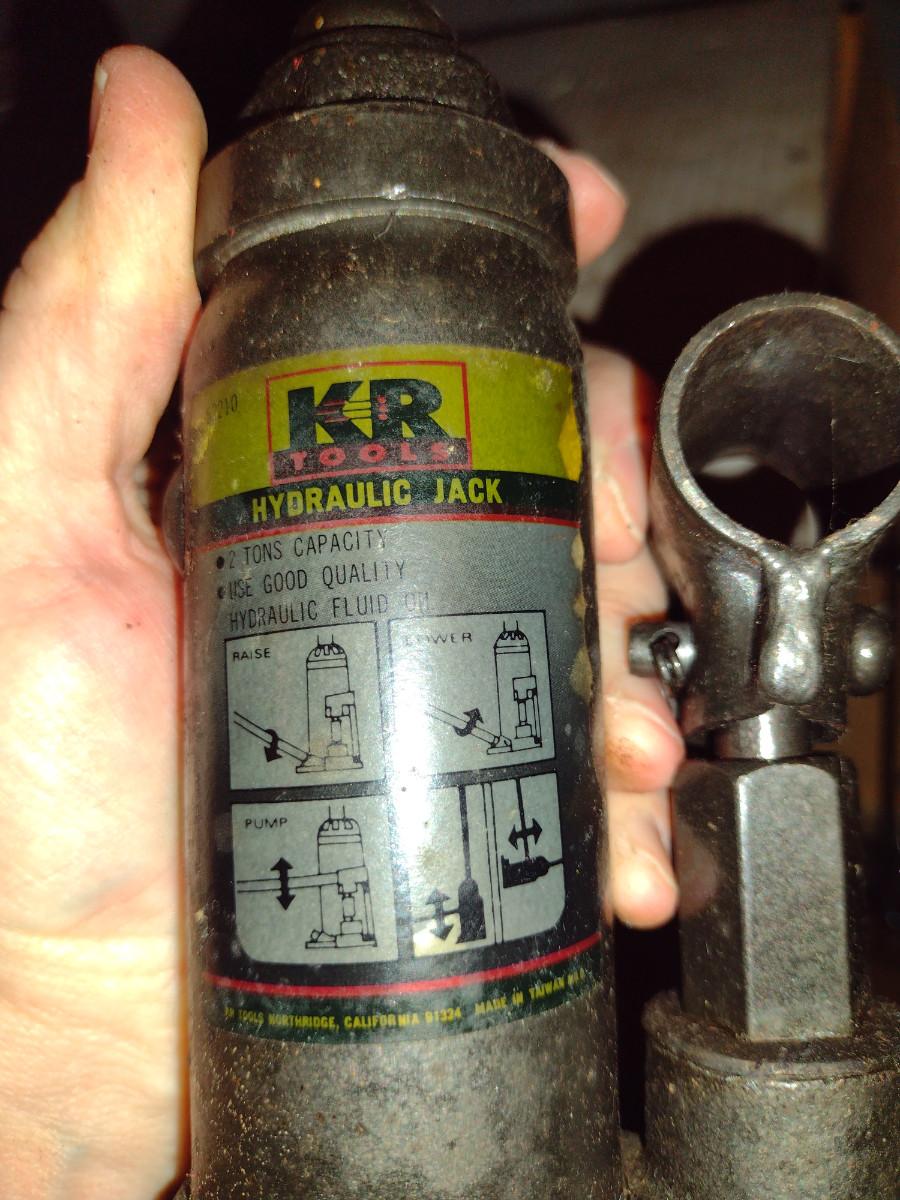 KR
TOOLS
HYDRAULIC JACK
● 2 TONS CAPACITY
● USE GOOD QUALITY
HYDRAULIC FLUID
RAISE
LOWER
PUMP
KR TOOLS NORTHRIDGE, CALIFORNIA 91324 MADE IN TAIWAN